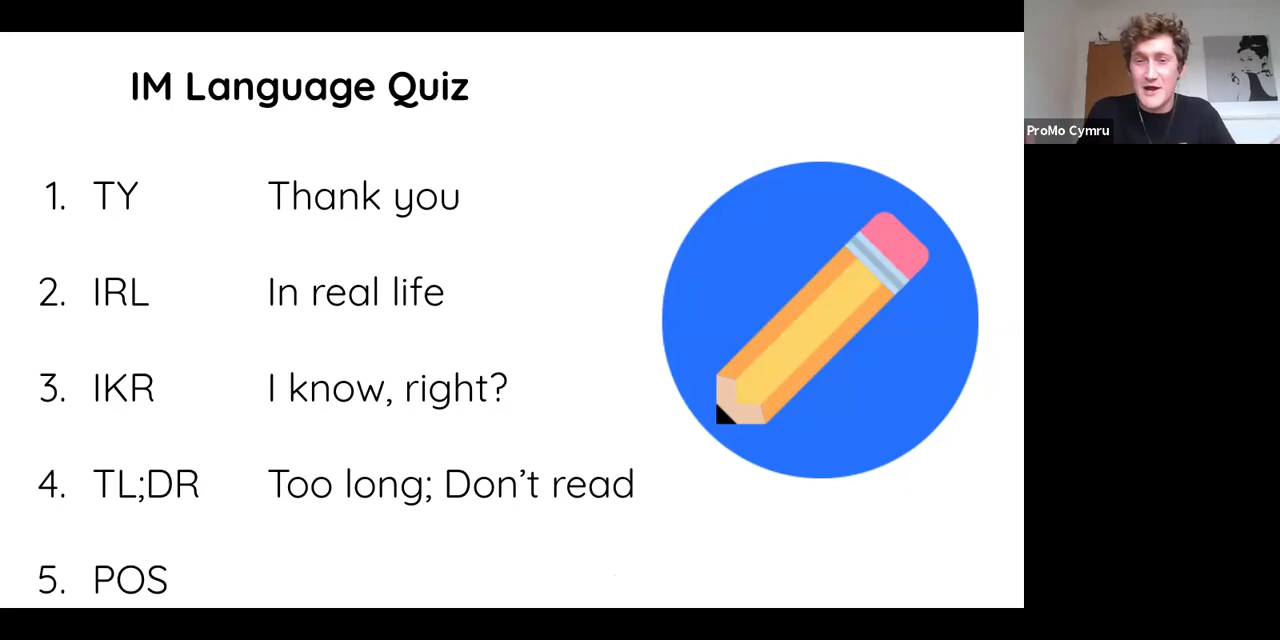 IM Language Quiz
1. TY Thank you
2. IRL In real life
3. IKR I know, right?
4. TL;DR Too long; Don’t read
5. POS
ProMo Cymru